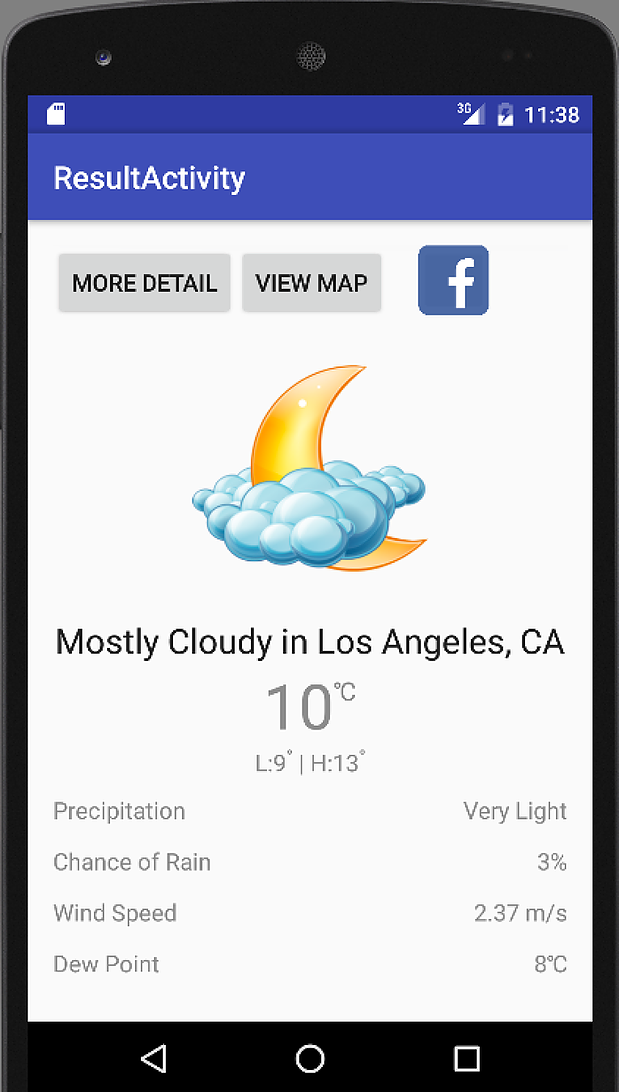 3G 11:38
ResultActivity
MORE DETAIL VIEW MAP f
Mostly Cloudy in Los Angeles, CA
10℃
L:9° | H:13°
Precipitation Very Light
Chance of Rain 3%
Wind Speed 2.37 m/s
Dew Point 8℃